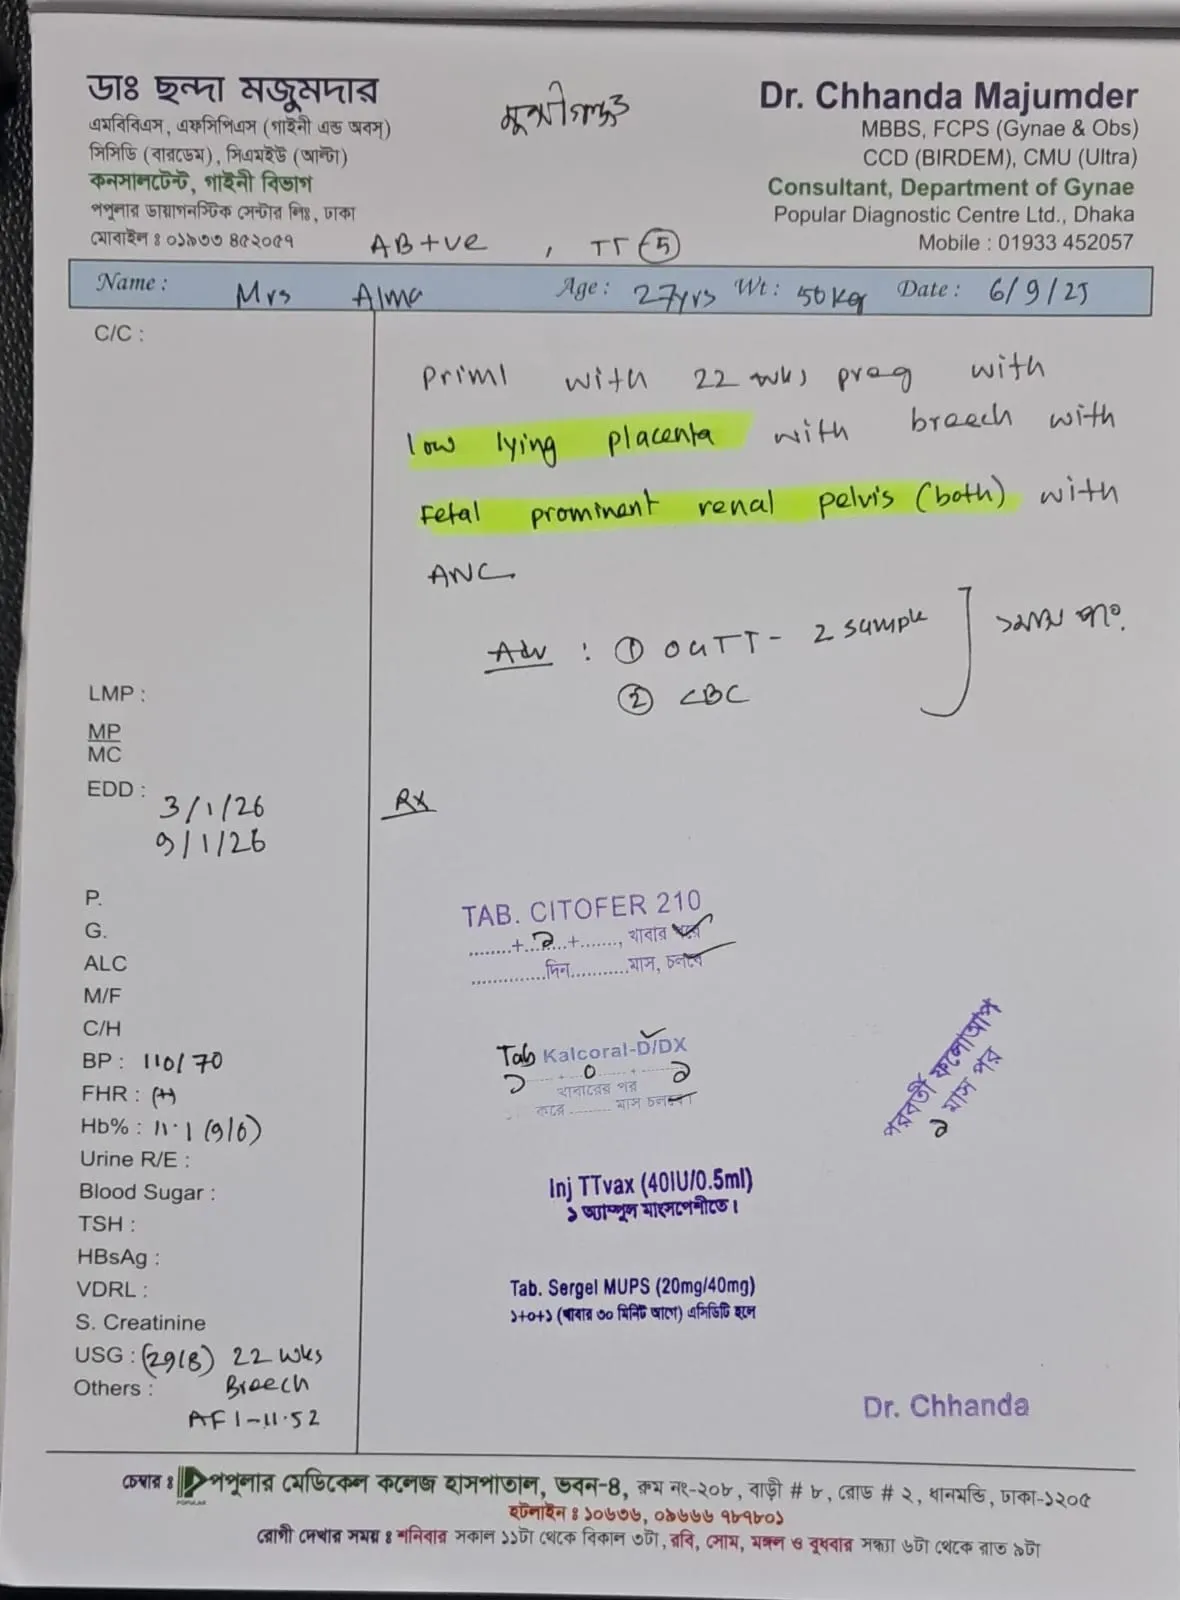 ডাঃ ছন্দা মজুমদার
এমবিবিএস, এফসিপিএস (গাইনী এন্ড অবস্)
সিসিডি (বারডেম), সিএমইউ (আল্ট্রা)
কনসালটেন্ট, গাইনী বিভাগ
পপুলার ডায়াগনস্টিক সেন্টার লিঃ, ঢাকা
মোবাইল ঃ ০১৯৩৩ ৪৫২০৫৭
মুন্সীগঞ্জ
Dr. Chhanda Majumder
MBBS, FCPS (Gynae & Obs)
CCD (BIRDEM), CMU (Ultra)
Consultant, Department of Gynae
Popular Diagnostic Centre Ltd., Dhaka
Mobile : 01933 452057
AB+ve , TT (5)
Name : Mrs Alma Age : 27yrs Wt : 50kg Date : 6/9/25
C/C :
Primi with 22 wks preg with
low lying placenta with breech with
Fetal prominent renal pelvis (both) with
ANC
Adv : ① OGTT - 2 sample
② CBC
LMP :
MP
MC
EDD : 3/1/26
9/1/26
P.
G.
ALC
M/F
C/H
BP : 110/70
FHR : (+)
Hb% : 11.1 (9/6)
Urine R/E :
Blood Sugar :
TSH :
HBsAg :
VDRL :
S. Creatinine
USG : (29/8) 22 wks
Others : Breech
AFI-11.52
Rx
TAB. CITOFER 210
........+..১...+......., খাবার পরে
...............দিন............মাস, চলবে
Tab Kalcoral-D/DX
১ + 0 + ১
খাবারের পর
করে ......... মাস চলবে
Inj TTvax (40IU/0.5ml)
১ অ্যাম্পুল মাংসপেশীতে।
Tab. Sergel MUPS (20mg/40mg)
১+০+১ (খাবার ৩০ মিনিট আগে) এসিডিটি হলে
পরবর্তী ফলোআপ
১ মাস পর
Dr. Chhanda
চেম্বার ঃ পপুলার মেডিকেল কলেজ হাসপাতাল, ভবন-৪, রুম নং-২০৮, বাড়ী # ৮, রোড # ২, ধানমন্ডি, ঢাকা-১২০৫
POPULAR
হটলাইন ঃ ১০৬৩৬, ০৯৬৬৬ ৭৮৭৮০১
রোগী দেখার সময় ঃ শনিবার সকাল ১১টা থেকে বিকাল ৩টা, রবি, সোম, মঙ্গল ও বুধবার সন্ধ্যা ৬টা থেকে রাত ৯টা